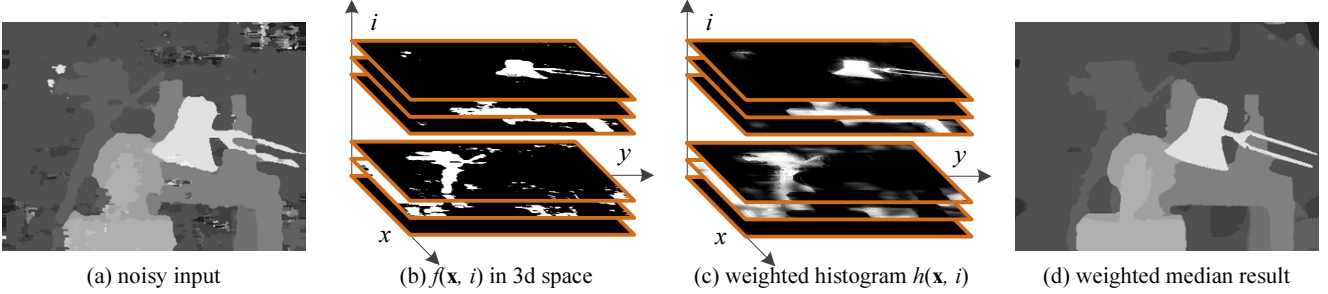 i
y
x
i
y
x
(a) noisy input
(b) f(x, i) in 3d space
(c) weighted histogram h(x, i)
(d) weighted median result